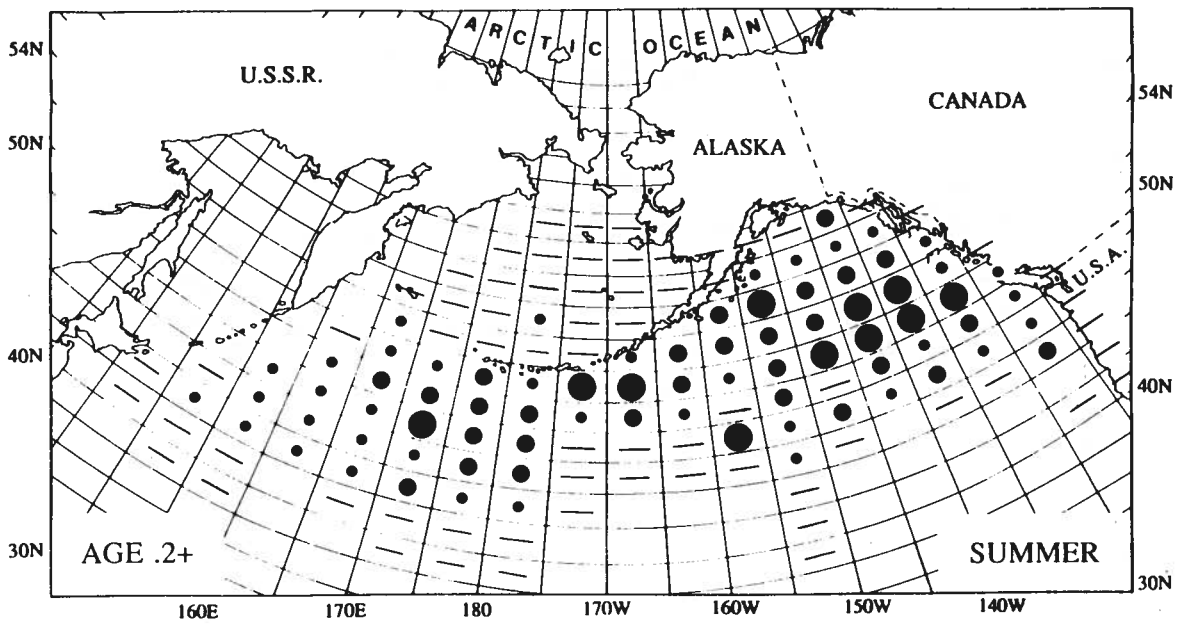 ARCTIC OCEAN
54N
U.S.S.R.
54N
CANADA
50N
ALASKA
50N
U.S.A.
40N
40N
30N
AGE .2+
SUMMER
30N
160E
170E
180
170W
160W
150W
140W